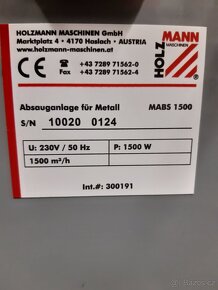 HOLZMANN MASCHINEN GmbH
Marktplatz 4 · 4170 Haslach · AUSTRIA
www.holzmann-maschinen.at
CE
☎ +43 7289 71562-0
Fax +43 7289 71562-4
HOLZMANN
MASCHINEN
Absauganlage für Metall MABS 1500
S/N 10020 0124
U: 230V / 50 Hz P: 1500 W
1500 m³/h
Int.#: 300191